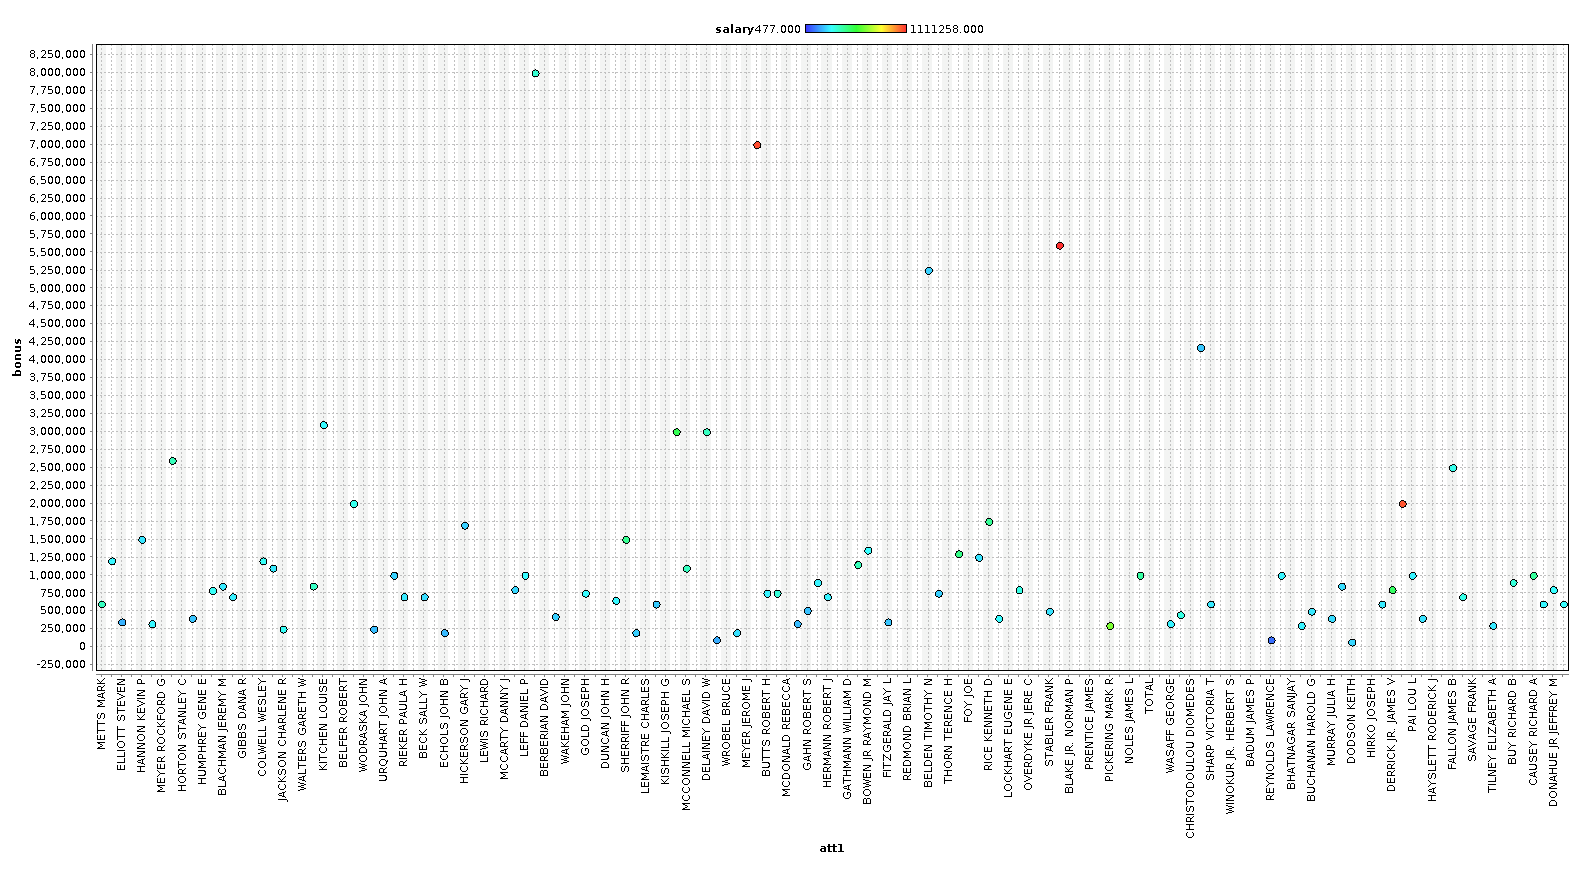 salary 477.000 1111258.000
8,250,000
8,000,000
7,750,000
7,500,000
7,250,000
7,000,000
6,750,000
6,500,000
6,250,000
6,000,000
5,750,000
5,500,000
5,250,000
5,000,000
4,750,000
4,500,000
4,250,000
4,000,000
3,750,000
3,500,000
3,250,000
3,000,000
2,750,000
2,500,000
2,250,000
2,000,000
1,750,000
1,500,000
1,250,000
1,000,000
750,000
500,000
250,000
0
-250,000
bonus
METTS MARK
ELLIOTT STEVEN
HANNON KEVIN P
MEYER ROCKFORD G
HORTON STANLEY C
HUMPHREY GENE E
BLACHMAN JEREMY M
GIBBS DANA R
COLWELL WESLEY
JACKSON CHARLENE R
WALTERS GARETH W
KITCHEN LOUISE
BELFER ROBERT
WODRASKA JOHN
URQUHART JOHN A
RIEKER PAULA H
BECK SALLY W
ECHOLS JOHN B
HICKERSON GARY J
LEWIS RICHARD
MCCARTY DANNY J
LEFF DANIEL P
BERBERIAN DAVID
WAKEHAM JOHN
GOLD JOSEPH
DUNCAN JOHN H
SHERRIFF JOHN R
LEMAISTRE CHARLES
KISHKILL JOSEPH G
MCCONNELL MICHAEL S
DELAINEY DAVID W
WROBEL BRUCE
MEYER JEROME J
BUTTS ROBERT H
MCDONALD REBECCA
GAHN ROBERT S
HERMANN ROBERT J
GATHMANN WILLIAM D
BOWEN JR RAYMOND M
FITZGERALD JAY L
REDMOND BRIAN L
BELDEN TIMOTHY N
THORN TERENCE H
FOY JOE
RICE KENNETH D
LOCKHART EUGENE E
OVERDYKE JR JERE C
STABLER FRANK
BLAKE JR. NORMAN P
PRENTICE JAMES
PICKERING MARK R
NOLES JAMES L
TOTAL
WASAFF GEORGE
CHRISTODOULOU DIOMEDES
SHARP VICTORIA T
WINOKUR JR. HERBERT S
BADUM JAMES P
REYNOLDS LAWRENCE
BHATNAGAR SANJAY
BUCHANAN HAROLD G
MURRAY JULIA H
DODSON KEITH
HIRKO JOSEPH
DERRICK JR. JAMES V
PAI LOU L
HAYSLETT RODERICK J
FALLON JAMES B
SAVAGE FRANK
TILNEY ELIZABETH A
BUY RICHARD B
CAUSEY RICHARD A
DONAHUE JR JEFFREY M
att1